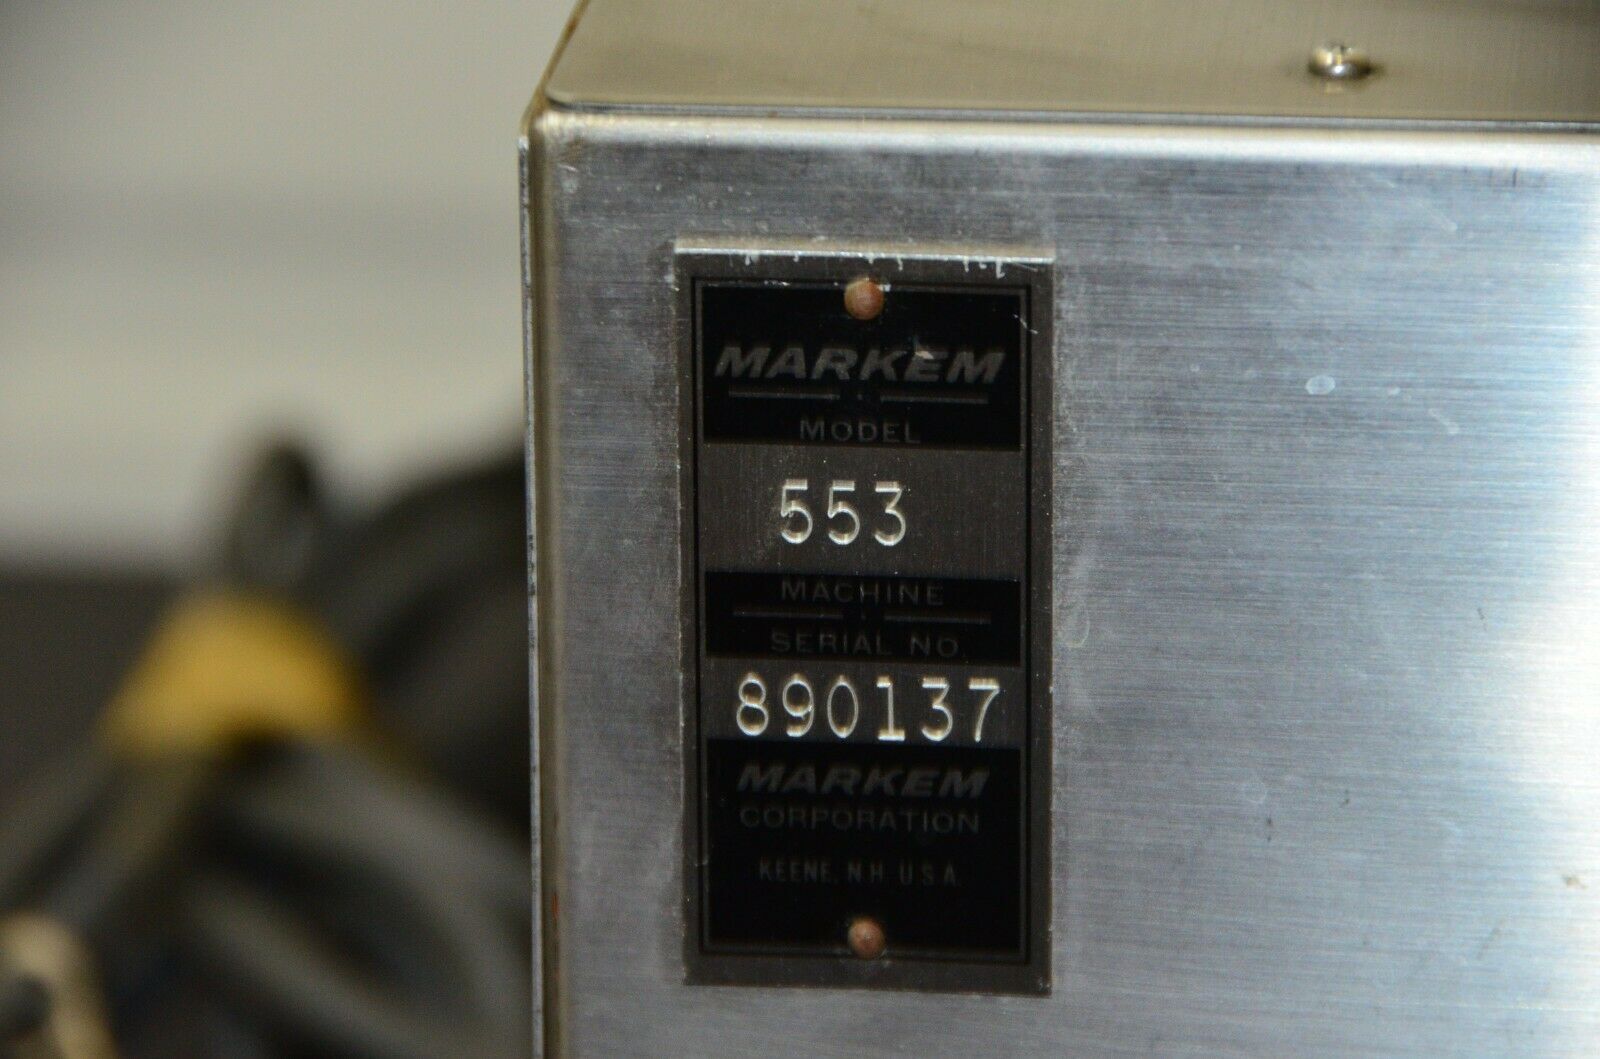 MARKEM
MODEL
553
MACHINE
SERIAL NO.
890137
MARKEM
CORPORATION
KEENE, N.H. U.S.A.